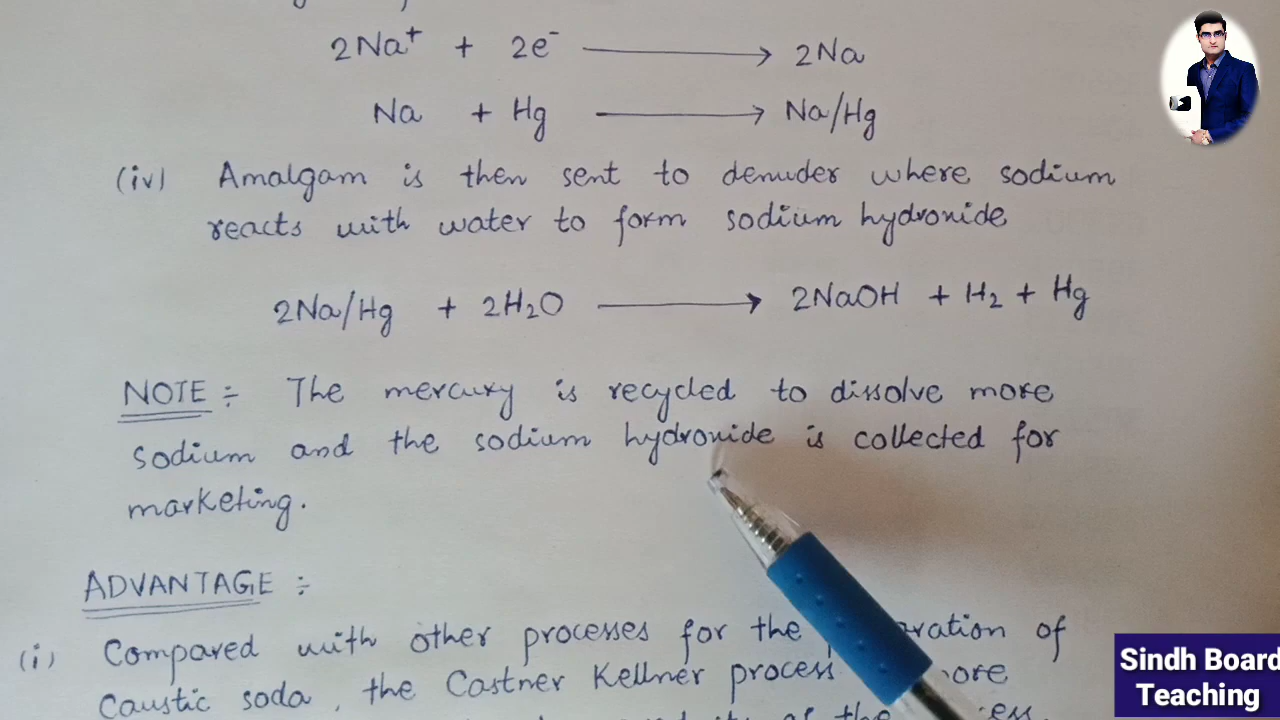 2Na⁺ + 2e⁻ ⟶ 2Na
Na + Hg ⟶ Na/Hg
(iv) Amalgam is then sent to denuder where sodium
reacts with water to form sodium hydroxide
2Na/Hg + 2H₂O ⟶ 2NaOH + H₂ + Hg
NOTE ÷ The mercury is recycled to dissolve more
sodium and the sodium hydroxide is collected for
marketing.
ADVANTAGE ÷
(i) Compared with other processes for the of
Caustic soda, the Castner Kellner process
of the
Sindh Board
Teaching